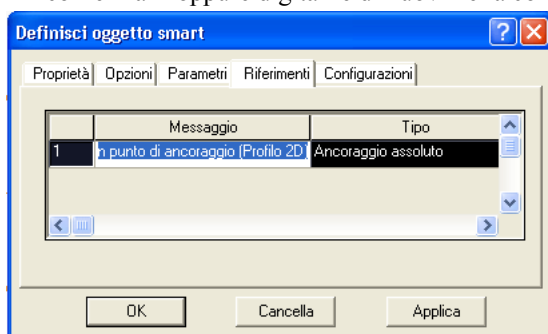 Definisci oggetto smart
Proprietà Opzioni Parametri Riferimenti Configurazioni
Messaggio Tipo
1 n punto di ancoraggio (Profilo 2D) Ancoraggio assoluto
OK Cancella Applica